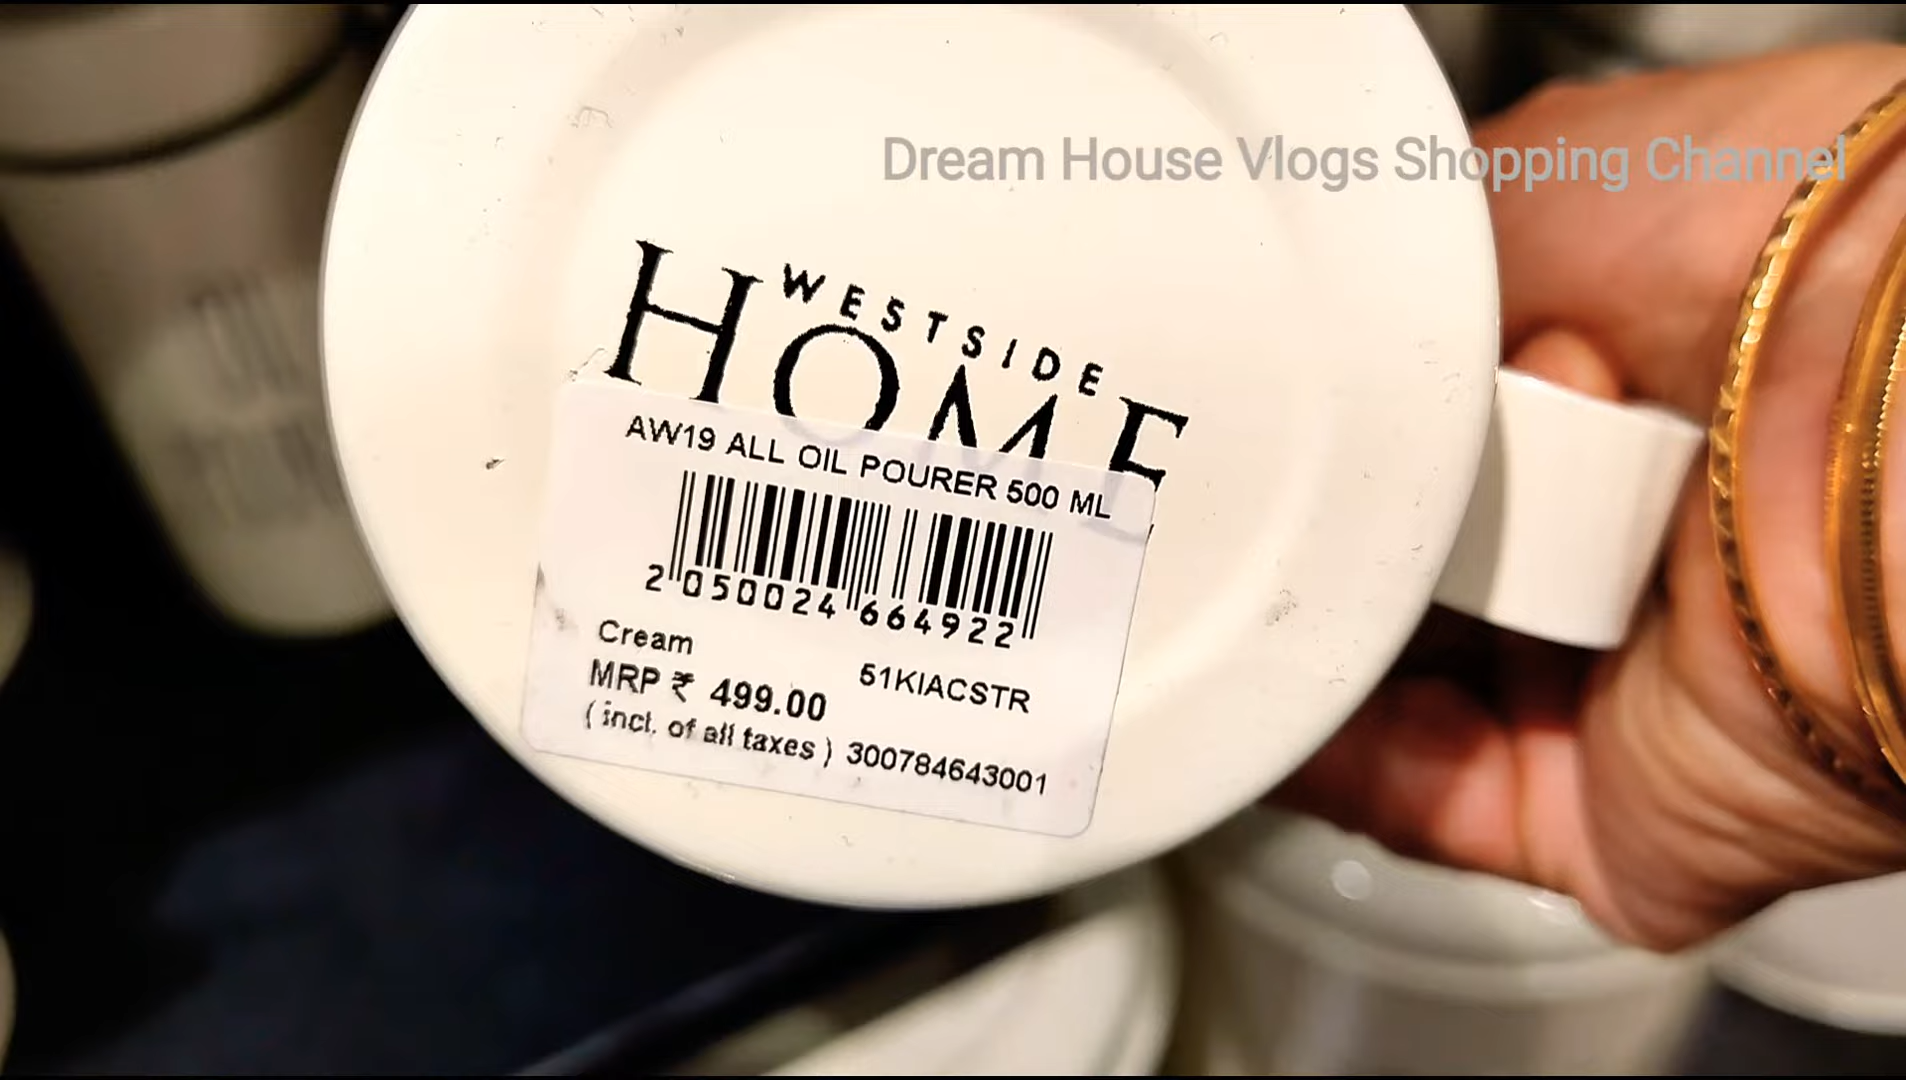 Dream House Vlogs Shopping Channel
WESTSIDE
HOME
AW19 ALL OIL POURER 500 ML
2 050024 664922
Cream
51KIACSTR
MRP ₹ 499.00
( incl. of all taxes ) 300784643001